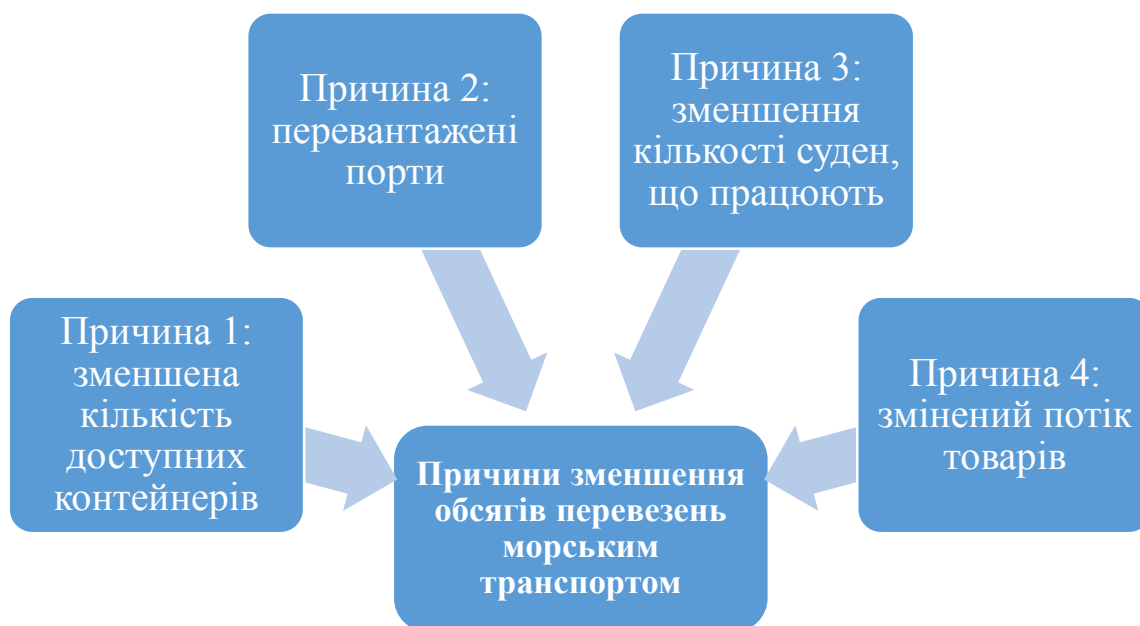 Причина 1:
зменшена
кількість
доступних
контейнерів
Причина 2:
перевантажені
порти
Причина 3:
зменшення
кількості суден,
що працюють
Причина 4:
змінений потік
товарів
Причини зменшення
обсягів перевезень
морським
транспортом